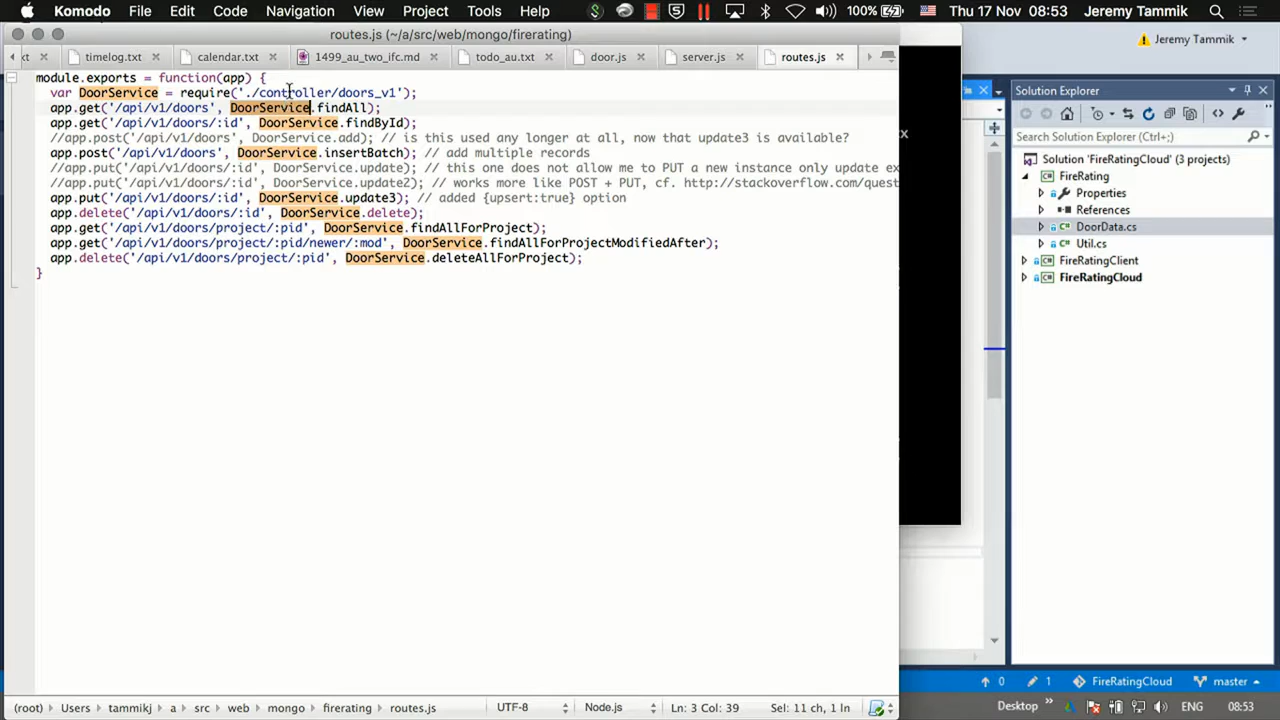 Komodo File Edit Code Navigation View Project Tools Help 100% Thu 17 Nov 08:53 Jeremy Tammik
routes.js (~/a/src/web/mongo/firerating)
xt timelog.txt calendar.txt 1499_au_two_ifc.md todo_au.txt door.js server.js routes.js
module.exports = function(app) {
var DoorService = require('./controller/doors_v1');
app.get('/api/v1/doors', DoorService.findAll);
app.get('/api/v1/doors/:id', DoorService.findById);
//app.post('/api/v1/doors', DoorService.add); // is this used any longer at all, now that update3 is available?
app.post('/api/v1/doors', DoorService.insertBatch); // add multiple records
//app.put('/api/v1/doors/:id', DoorService.update); // this one does not allow me to PUT a new instance only update ex
//app.put('/api/v1/doors/:id', DoorService.update2); // works more like POST + PUT, cf. http://stackoverflow.com/quest
app.put('/api/v1/doors/:id', DoorService.update3); // added {upsert:true} option
app.delete('/api/v1/doors/:id', DoorService.delete);
app.get('/api/v1/doors/project/:pid', DoorService.findAllForProject);
app.get('/api/v1/doors/project/:pid/newer/:mod', DoorService.findAllForProjectModifiedAfter);
app.delete('/api/v1/doors/project/:pid', DoorService.deleteAllForProject);
}
(root) Users tammikj a src web mongo firerating routes.js UTF-8 Node.js Ln: 3 Col: 39 Sel: 11 ch, 1 ln
x
Jeremy Tammik
Solution Explorer
Search Solution Explorer (Ctrl+;)
Solution 'FireRatingCloud' (3 projects)
FireRating
Properties
References
DoorData.cs
Util.cs
FireRatingClient
FireRatingCloud
0 1 FireRatingCloud master
Desktop ENG 08:53